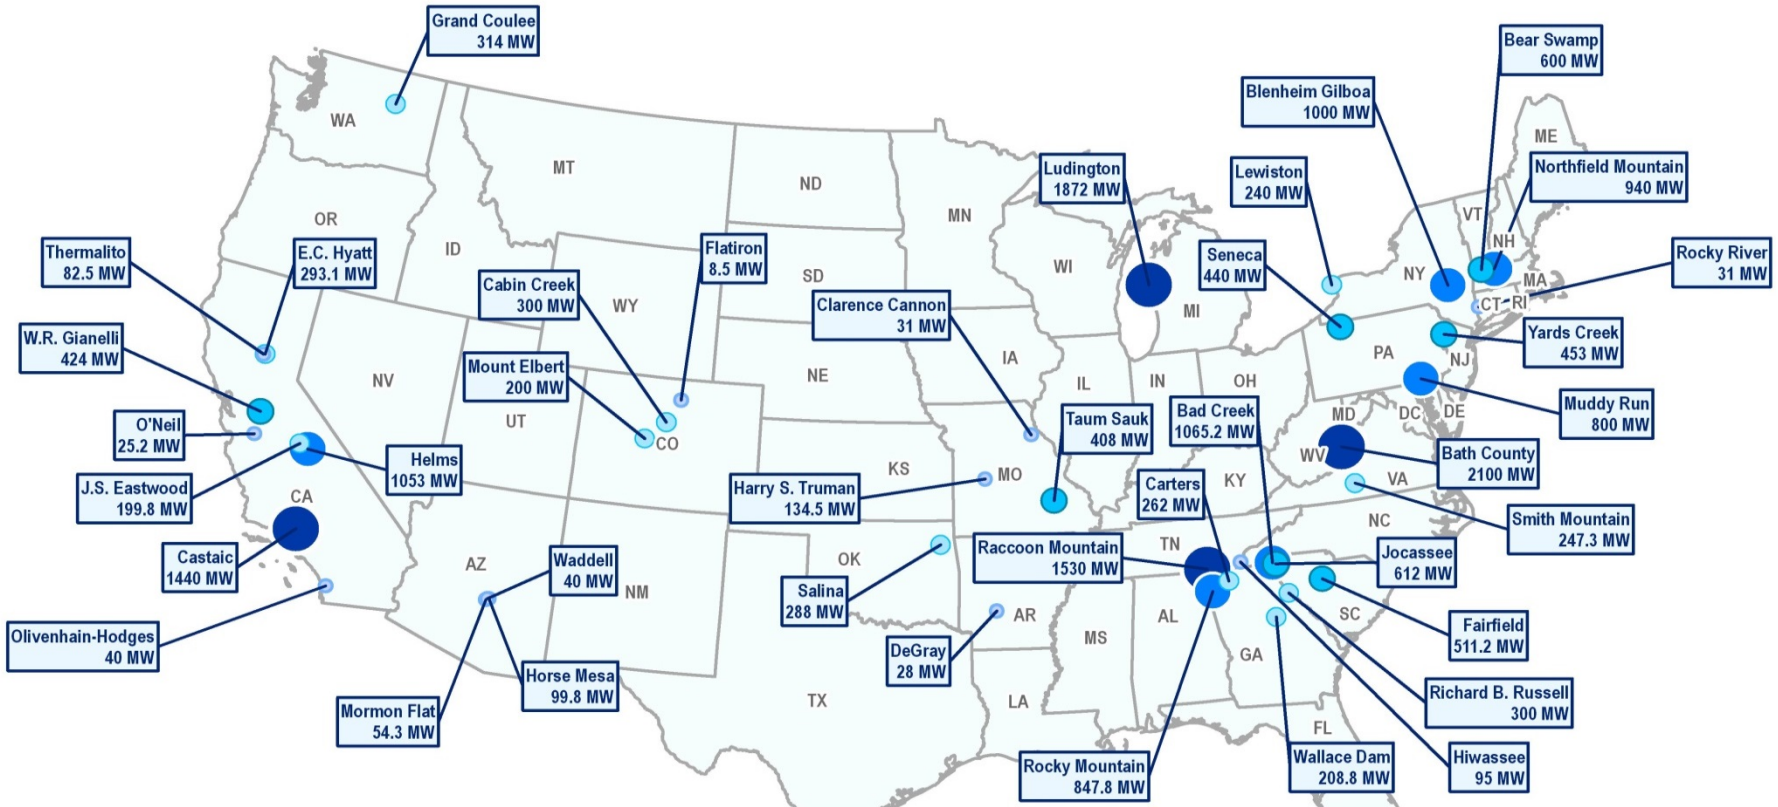 Grand Coulee
314 MW
Bear Swamp
600 MW
Blenheim Gilboa
1000 MW
WA
ME
MT
Ludington
1872 MW
Lewiston
240 MW
Northfield Mountain
940 MW
ND
MN
OR
VT
NH
Thermalito
82.5 MW
E.C. Hyatt
293.1 MW
ID
Flatiron
8.5 MW
Seneca
440 MW
Rocky River
31 MW
Cabin Creek
300 MW
SD
WI
NY
MA
Clarence Cannon
31 MW
WY
MI
CT
RI
W.R. Gianelli
424 MW
Yards Creek
453 MW
Mount Elbert
200 MW
IA
PA
NJ
NV
NE
IL
IN
OH
O'Neil
25.2 MW
UT
CO
Taum Sauk
408 MW
Bad Creek
1065.2 MW
MD
DC
DE
Muddy Run
800 MW
Helms
1053 MW
KS
WV
Bath County
2100 MW
J.S. Eastwood
199.8 MW
CA
Harry S. Truman
134.5 MW
MO
Carters
262 MW
KY
VA
Smith Mountain
247.3 MW
Castaic
1440 MW
AZ
Waddell
40 MW
OK
Raccoon Mountain
1530 MW
TN
NC
Jocassee
612 MW
NM
Salina
288 MW
AR
MS
AL
SC
Olivenhain-Hodges
40 MW
DeGray
28 MW
GA
Fairfield
511.2 MW
Mormon Flat
54.3 MW
Horse Mesa
99.8 MW
TX
LA
FL
Richard B. Russell
300 MW
Rocky Mountain
847.8 MW
Wallace Dam
208.8 MW
Hiwassee
95 MW